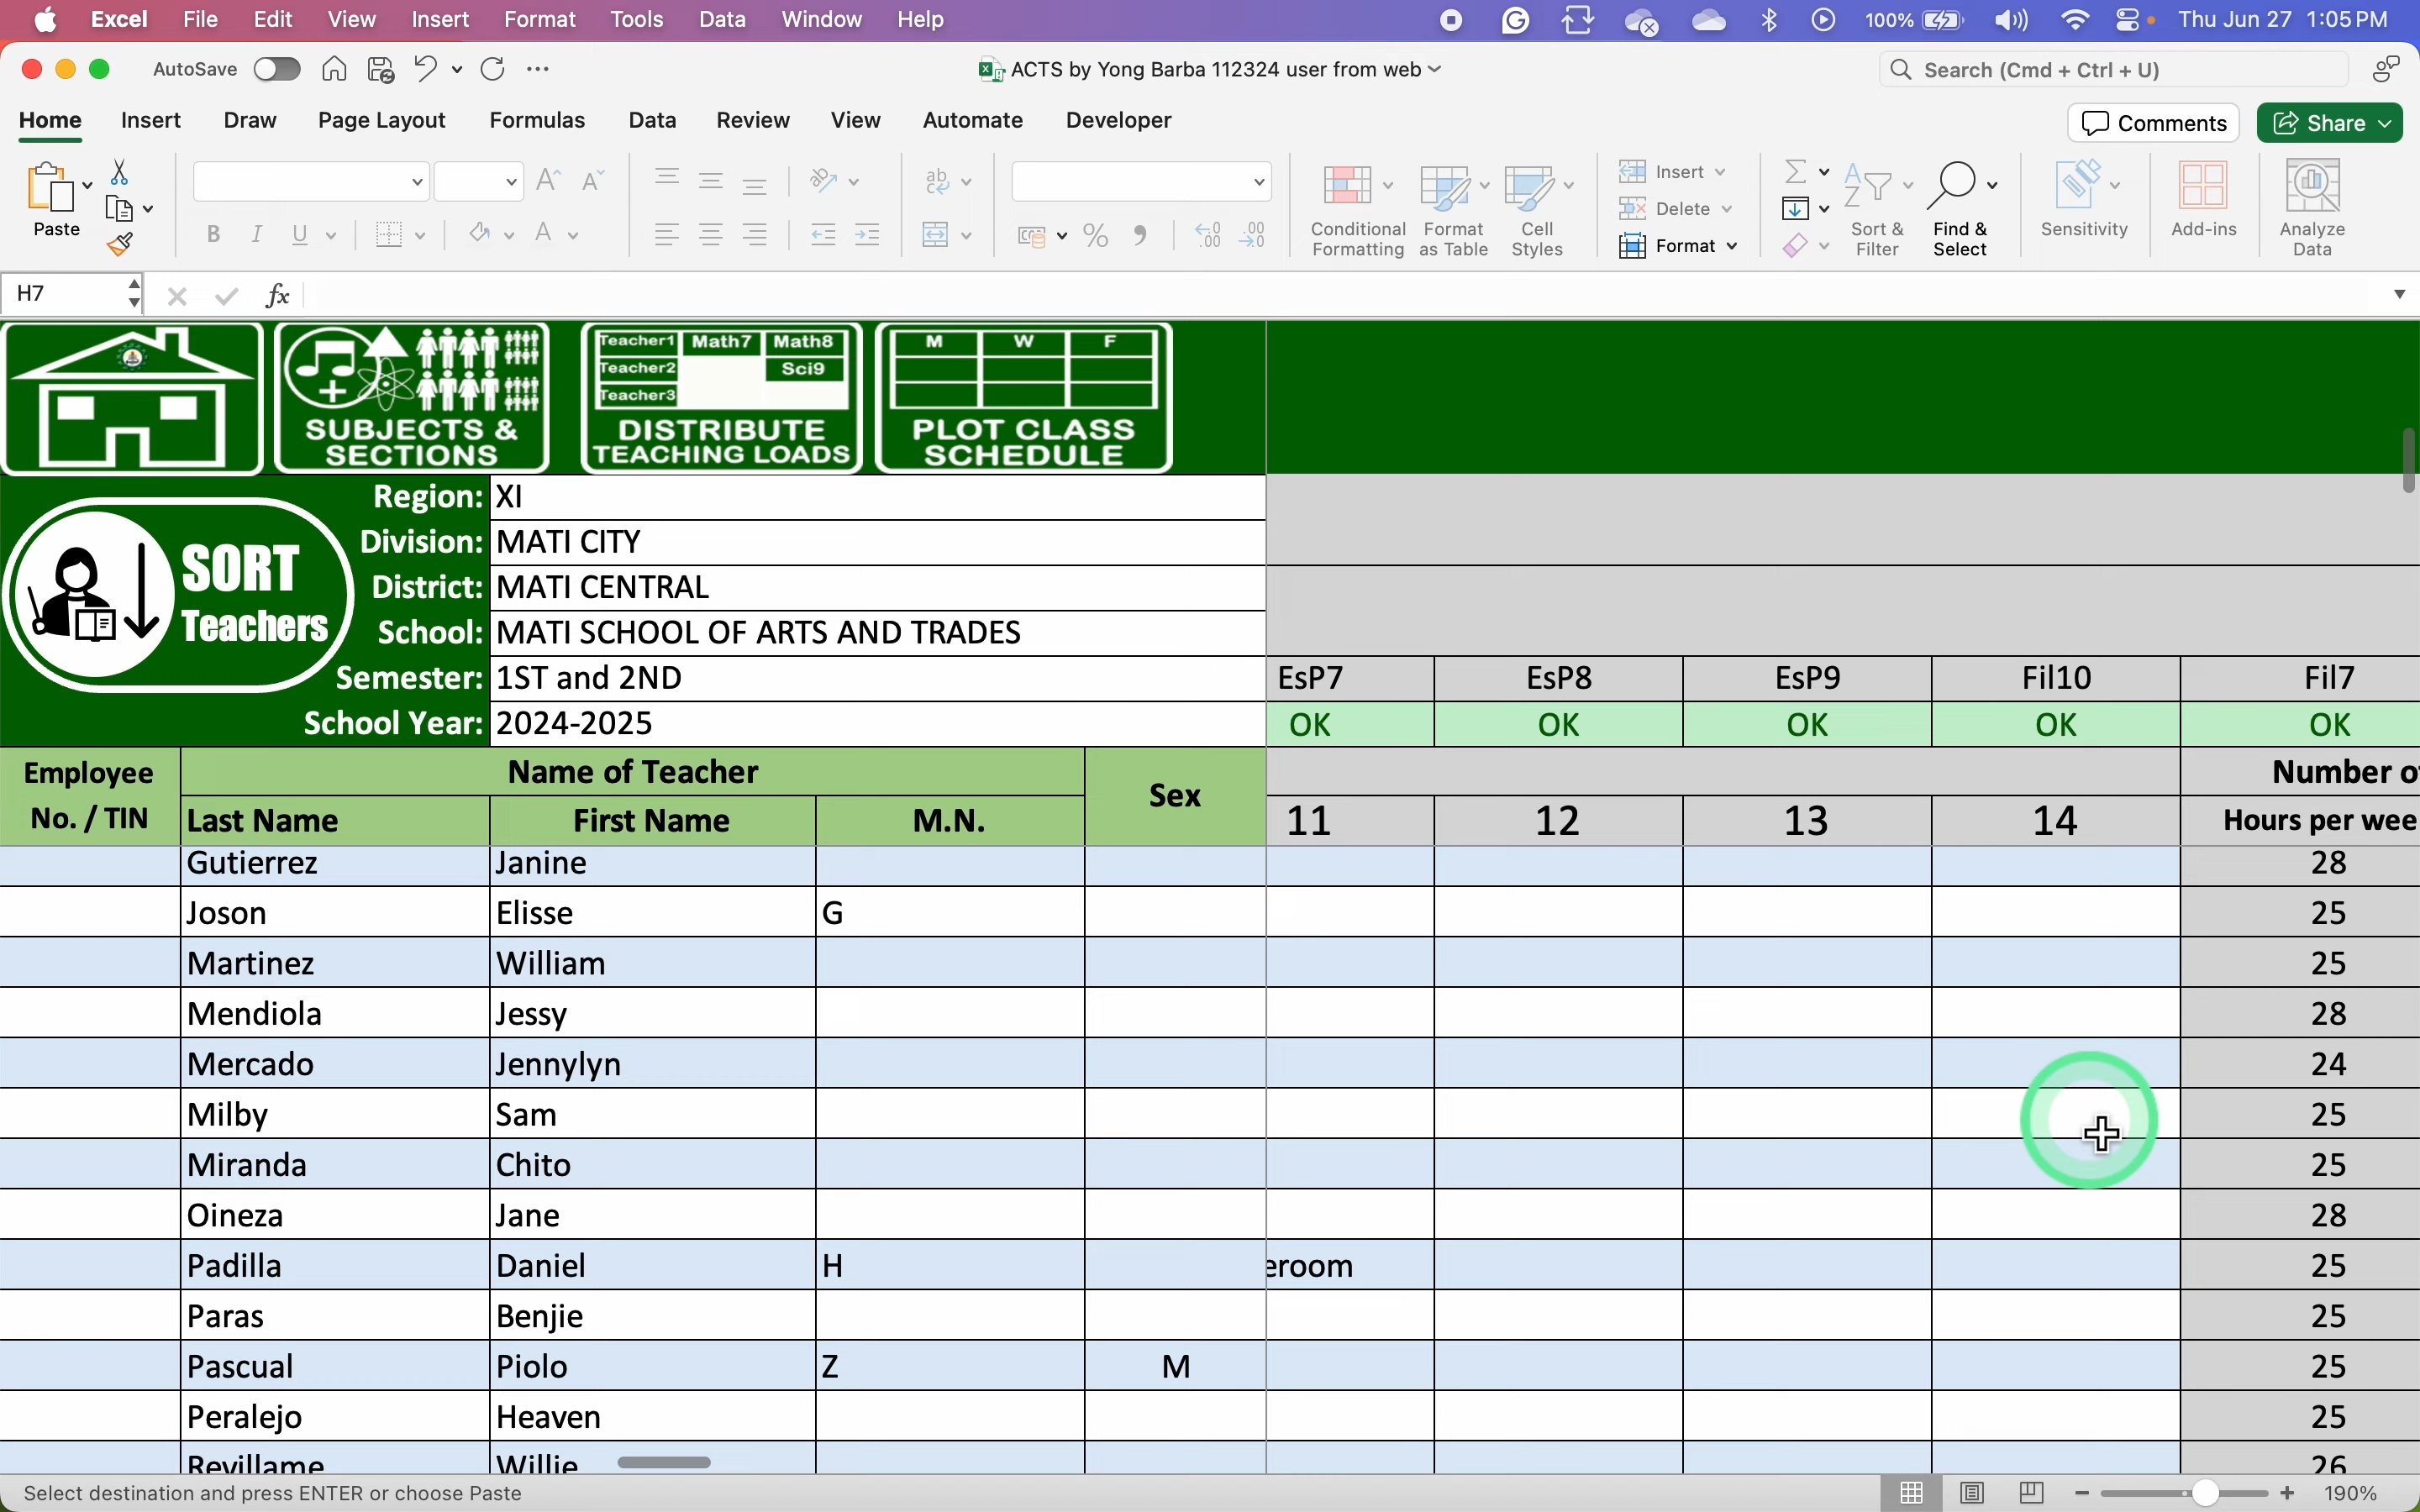 Excel File Edit View Insert Format Tools Data Window Help 100% Thu Jun 27 1:05 PM
AutoSave ACTS by Yong Barba 112324 user from web Search (Cmd + Ctrl + U)
Home Insert Draw Page Layout Formulas Data Review View Automate Developer Comments Share
Paste
B I U A
ab c
% 9 .00 .00
Conditional Formatting
Format as Table
Cell Styles
Insert
Delete
Format
Sort & Filter
Find & Select
Sensitivity
Add-ins
Analyze Data
H7 fx
SUBJECTS & SECTIONS
Teacher1 Math7 Math8
Teacher2 Sci9
Teacher3
DISTRIBUTE TEACHING LOADS
M W F
PLOT CLASS SCHEDULE
SORT Teachers
Region: XI
Division: MATI CITY
District: MATI CENTRAL
School: MATI SCHOOL OF ARTS AND TRADES
Semester: 1ST and 2ND EsP7 EsP8 EsP9 Fil10 Fil7
School Year: 2024-2025 OK OK OK OK OK
Employee No. / TIN Name of Teacher Sex Number o
Last Name First Name M.N. 11 12 13 14 Hours per wee
Gutierrez Janine 28
Joson Elisse G 25
Martinez William 25
Mendiola Jessy 28
Mercado Jennylyn 24
Milby Sam 25
Miranda Chito 25
Oineza Jane 28
Padilla Daniel H eroom 25
Paras Benjie 25
Pascual Piolo Z M 25
Peralejo Heaven 25
Revillame Willie 26
Select destination and press ENTER or choose Paste 190%